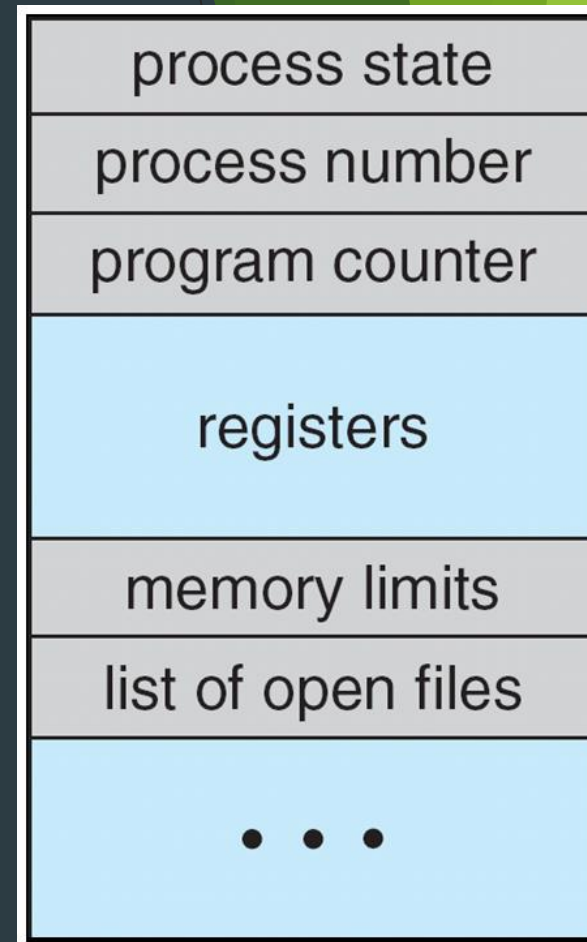 process state
process number
program counter
registers
memory limits
list of open files
• • •